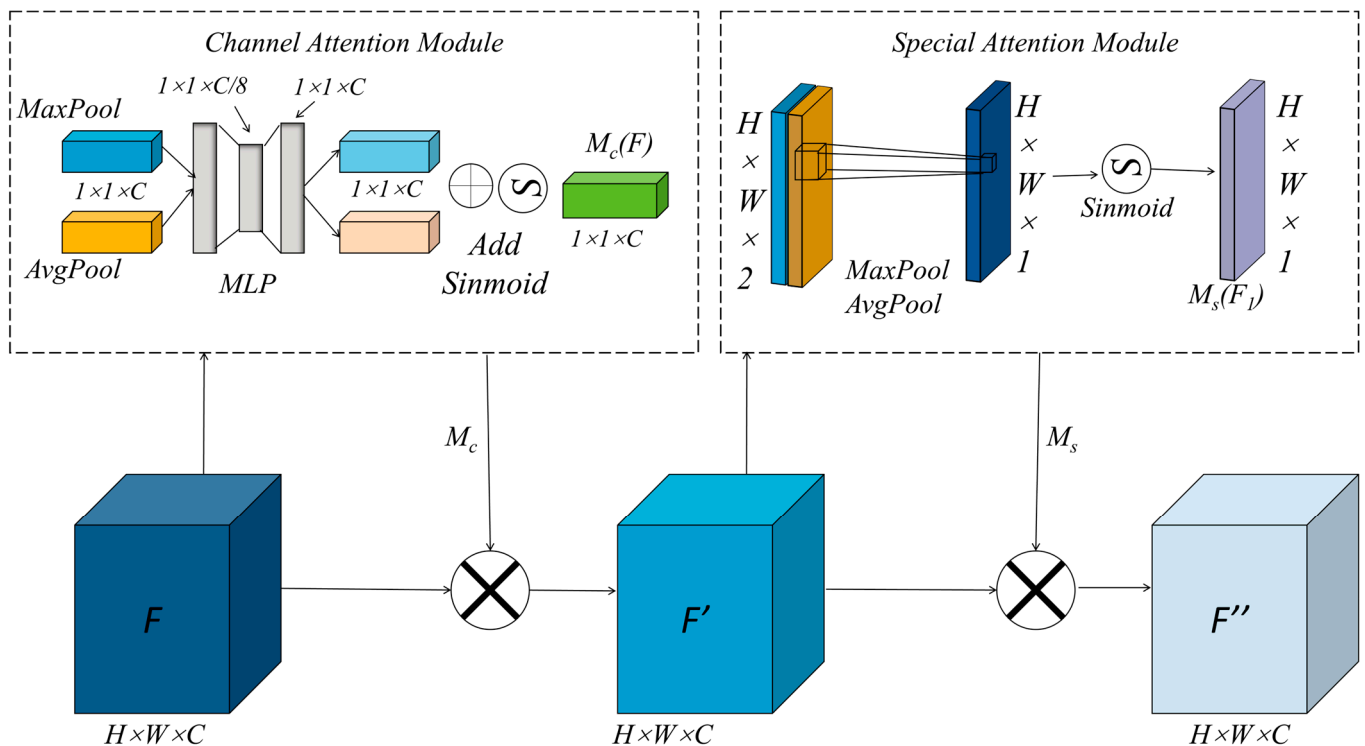 Channel Attention Module
1×1×C/8
1×1×C
MaxPool
1×1×C
AvgPool
MLP
1×1×C
S
Add
Sinmoid
M_c(F)
1×1×C
Special Attention Module
H
×
W
×
2
MaxPool
AvgPool
H
×
W
×
1
S
Sinmoid
H
×
W
×
1
M_s(F_1)
M_c
M_s
F
F'
F''
H×W×C
H×W×C
H×W×C